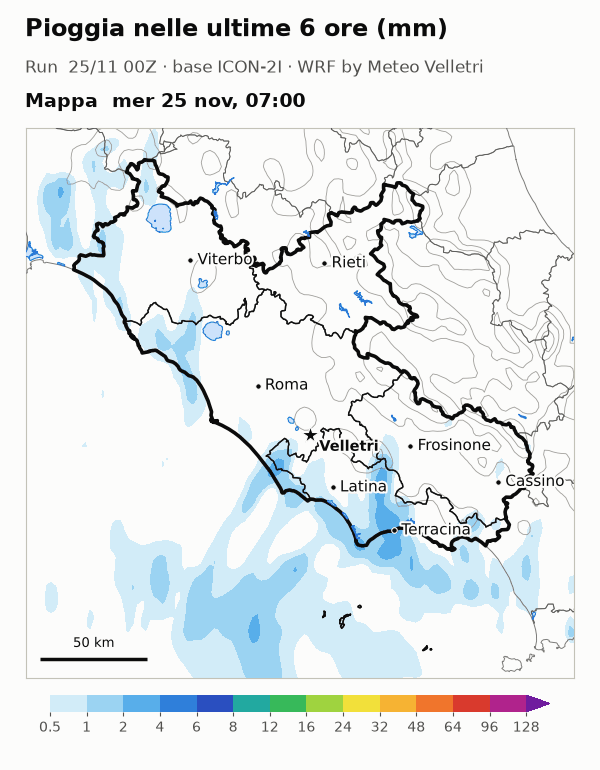 Pioggia nelle ultime 6 ore (mm)
Run  25/11 00Z · base ICON-2I · WRF by Meteo Velletri
Mappa  mer 25 nov, 07:00
Viterbo
Rieti
Roma
Velletri
Frosinone
Latina
Cassino
Terracina
50 km
0.5 1 2 4 6 8 12 16 24 32 48 64 96 128